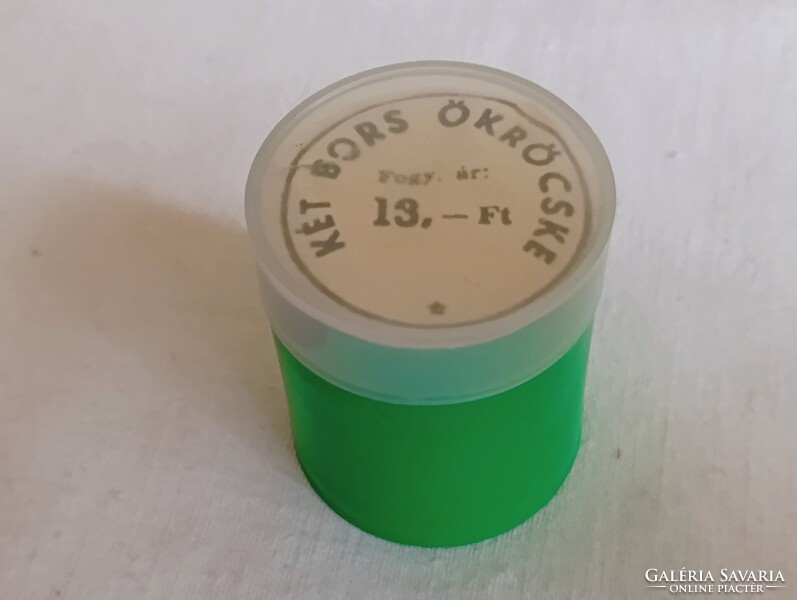 KÉT BORS ÖKRÖCSKE
Fogy. ár:
13,– Ft
GALÉRIA SAVARIA
ONLINE PIACTÉR